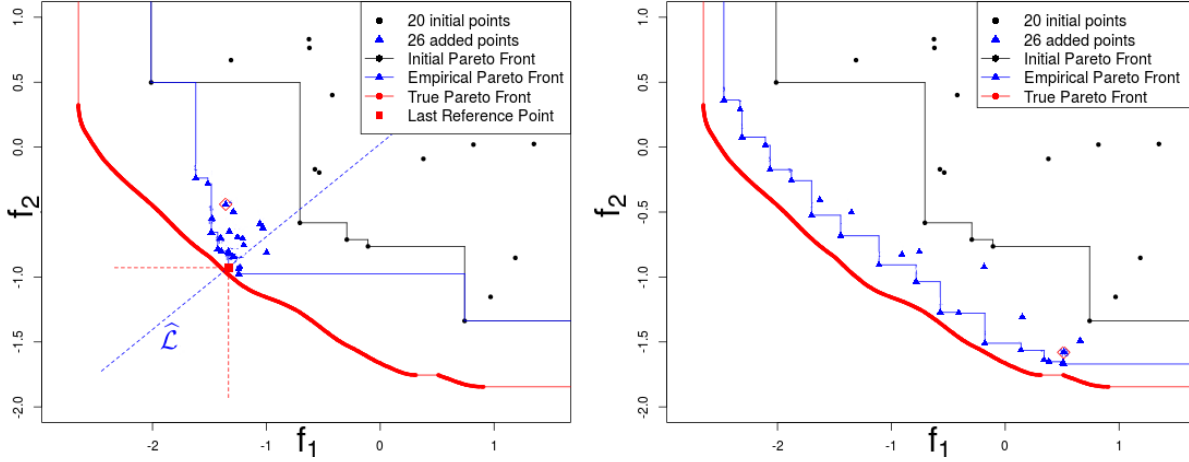 1.0
0.5
0.0
-0.5
-1.0
-1.5
-2.0
f2
20 initial points
26 added points
Initial Pareto Front
Empirical Pareto Front
True Pareto Front
Last Reference Point
ℒ̂
-2
-1
0
1
f1
1.0
0.5
0.0
-0.5
-1.0
-1.5
-2.0
f2
20 initial points
26 added points
Initial Pareto Front
Empirical Pareto Front
True Pareto Front
-2
-1
0
1
f1